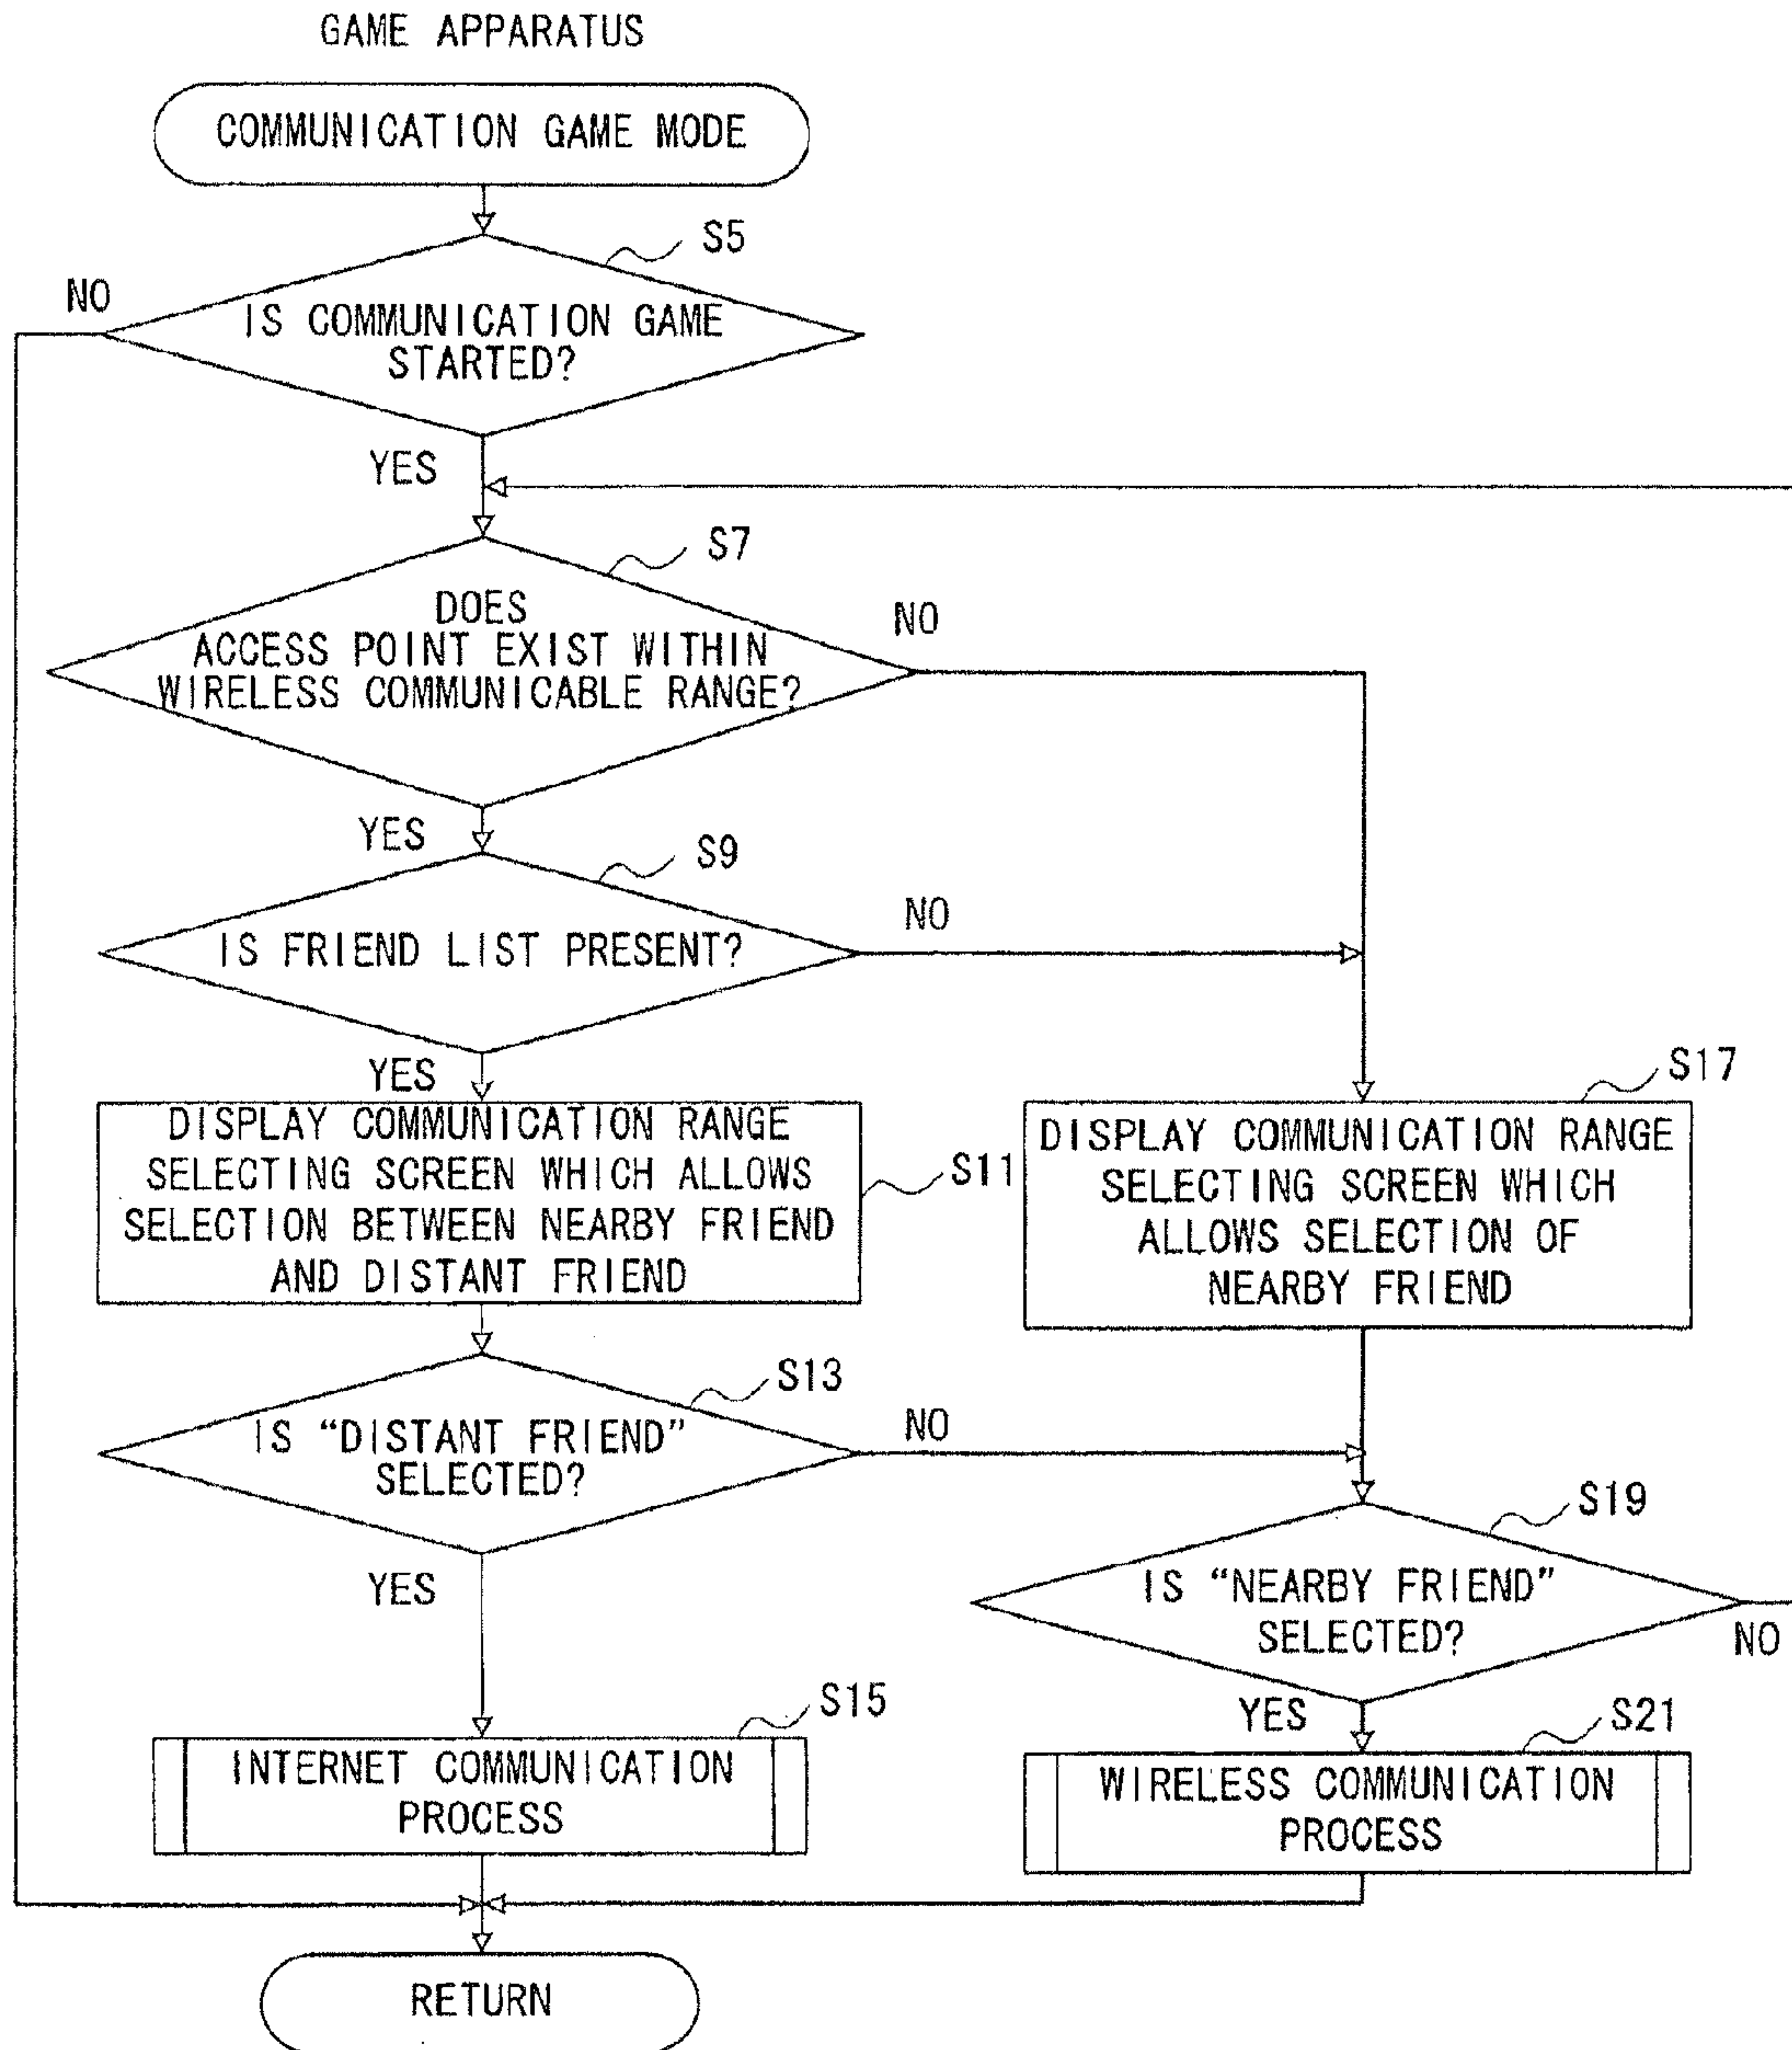 GAME APPARATUS
COMMUNICATION GAME MODE
S5
NO
IS COMMUNICATION GAME
STARTED?
YES
S7
DOES
ACCESS POINT EXIST WITHIN
WIRELESS COMMUNICABLE RANGE?
NO
YES
S9
IS FRIEND LIST PRESENT?
NO
YES
DISPLAY COMMUNICATION RANGE
SELECTING SCREEN WHICH ALLOWS
SELECTION BETWEEN NEARBY FRIEND
AND DISTANT FRIEND
S11
S17
DISPLAY COMMUNICATION RANGE
SELECTING SCREEN WHICH
ALLOWS SELECTION OF
NEARBY FRIEND
S13
IS “DISTANT FRIEND”
SELECTED?
NO
YES
S19
IS “NEARBY FRIEND”
SELECTED?
NO
YES
S15
INTERNET COMMUNICATION
PROCESS
S21
WIRELESS COMMUNICATION
PROCESS
RETURN